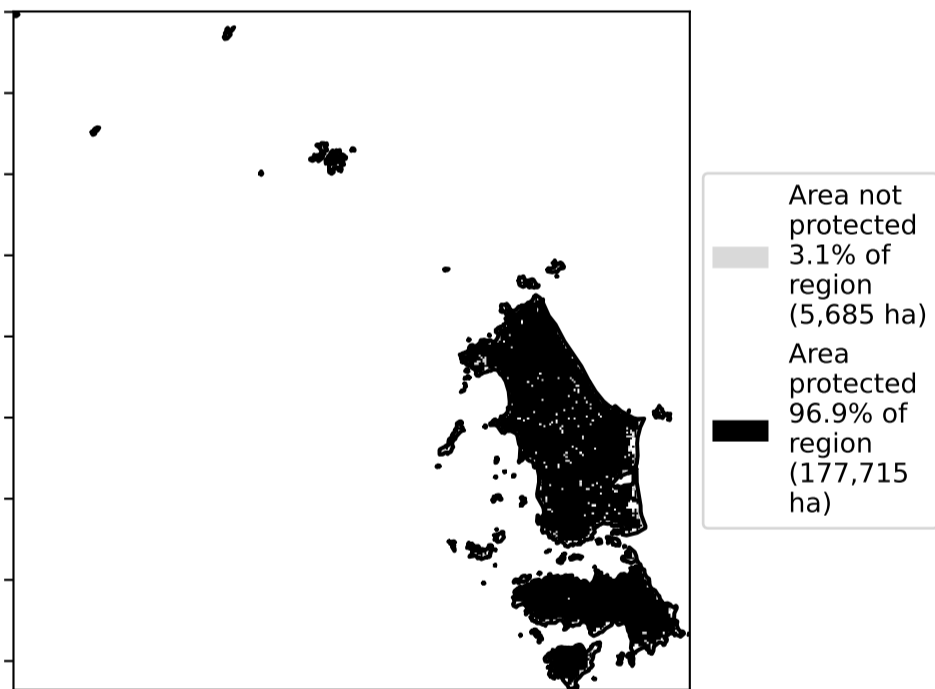 Area not
protected
3.1% of
region
(5,685 ha)
Area
protected
96.9% of
region
(177,715
ha)